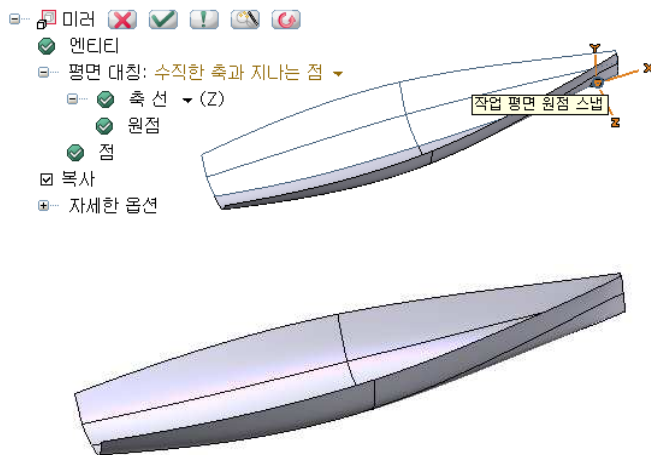 미러
엔티티
평면 대칭: 수직한 축과 지나는 점
축 선 (Z)
원점
점
복사
자세한 옵션
Y
X
작업 평면 원점 스냅
Z